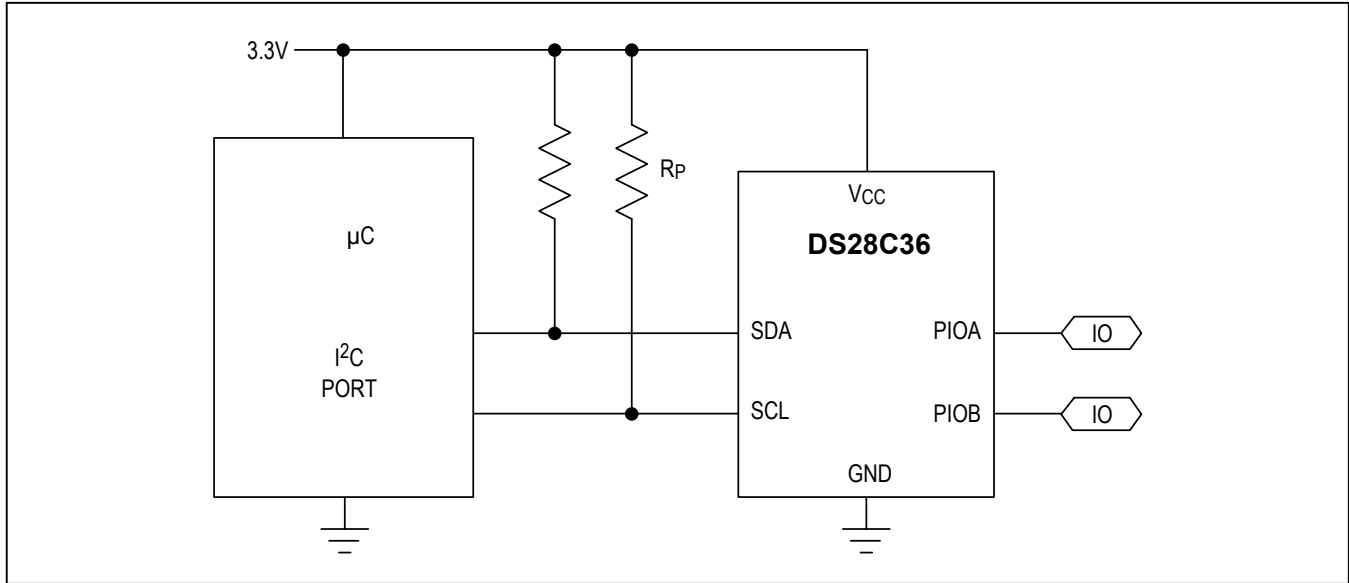 3.3V
RP
µC
I2C
PORT
VCC
DS28C36
SDA
SCL
PIOA
PIOB
GND
IO
IO